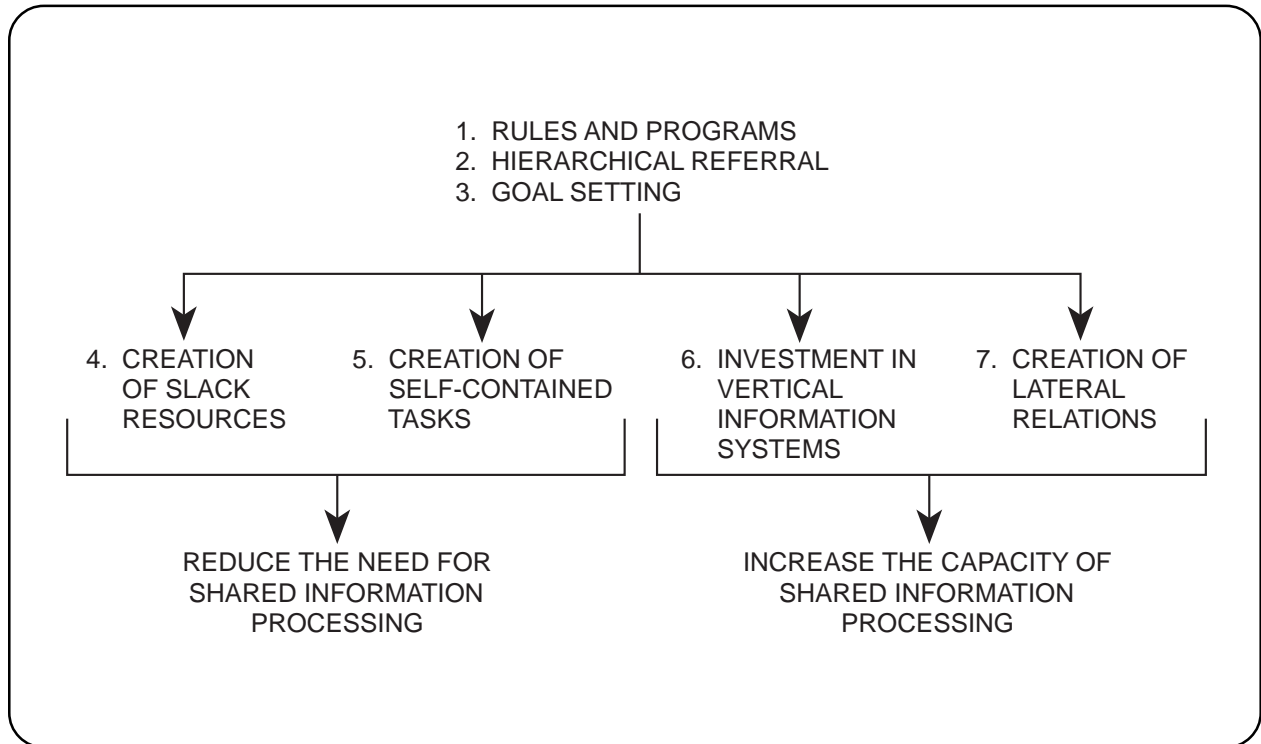 1. RULES AND PROGRAMS
2. HIERARCHICAL REFERRAL
3. GOAL SETTING
4. CREATION
OF SLACK
RESOURCES
5. CREATION OF
SELF-CONTAINED
TASKS
6. INVESTMENT IN
VERTICAL
INFORMATION
SYSTEMS
7. CREATION OF
LATERAL
RELATIONS
REDUCE THE NEED FOR
SHARED INFORMATION
PROCESSING
INCREASE THE CAPACITY OF
SHARED INFORMATION
PROCESSING